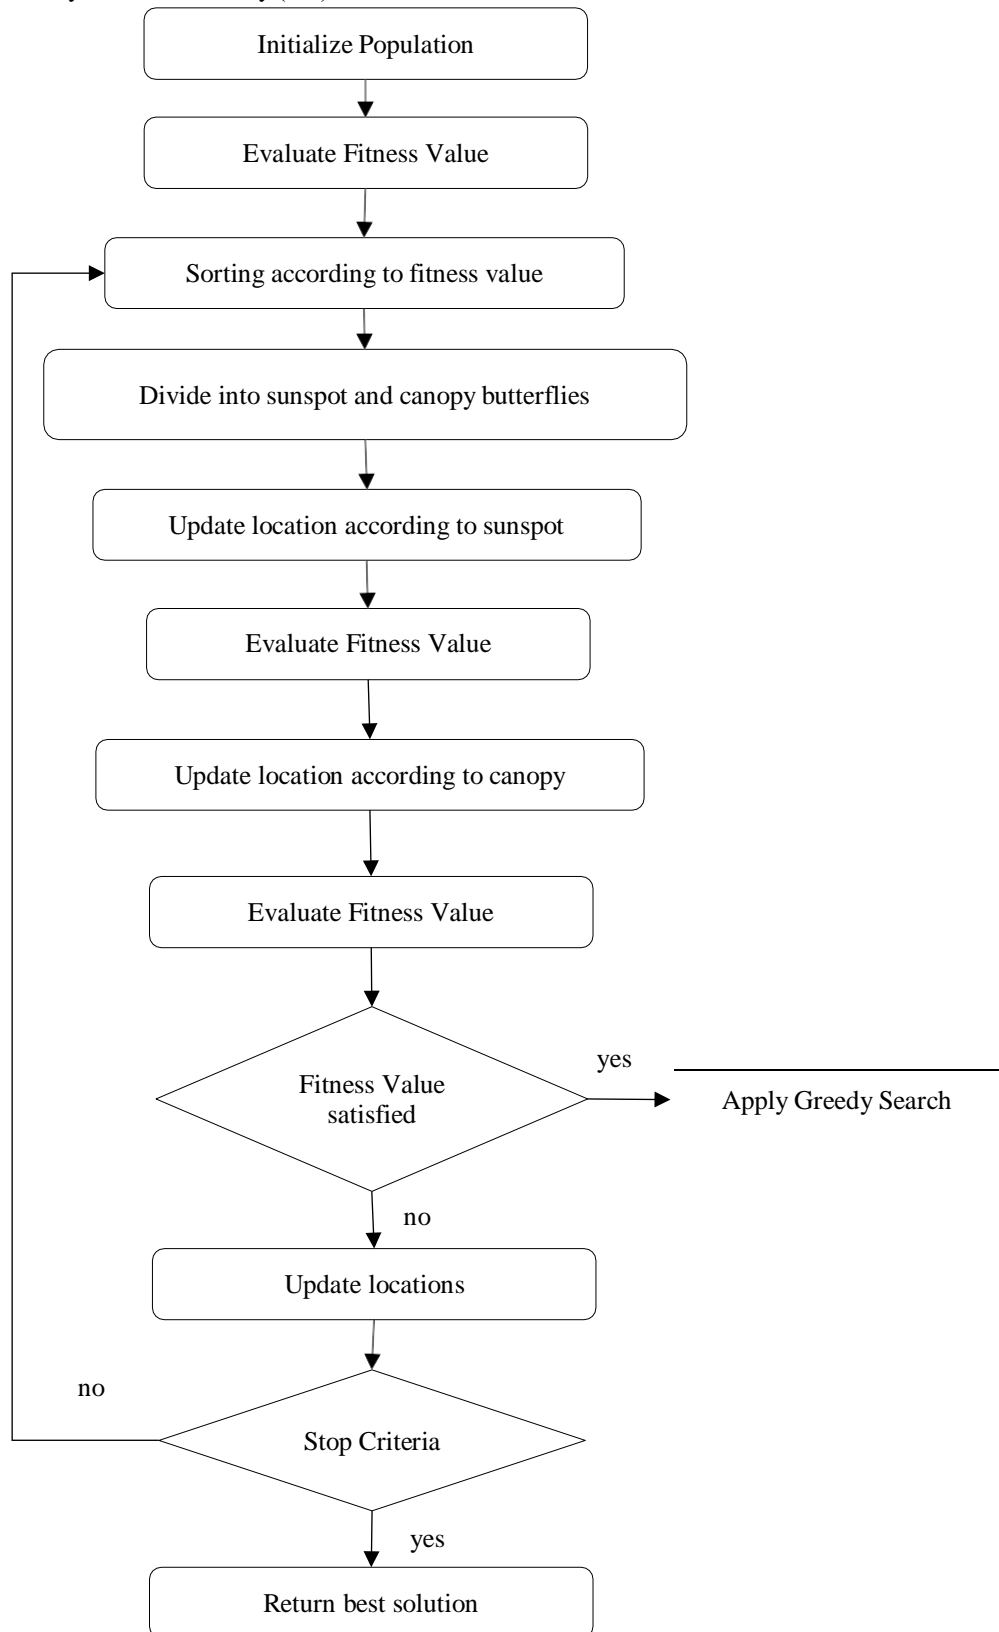 Initialize Population
Evaluate Fitness Value
Sorting according to fitness value
Divide into sunspot and canopy butterflies
Update location according to sunspot
Evaluate Fitness Value
Update location according to canopy
Evaluate Fitness Value
Fitness Value
satisfied
yes
Apply Greedy Search
no
Update locations
no
Stop Criteria
yes
Return best solution